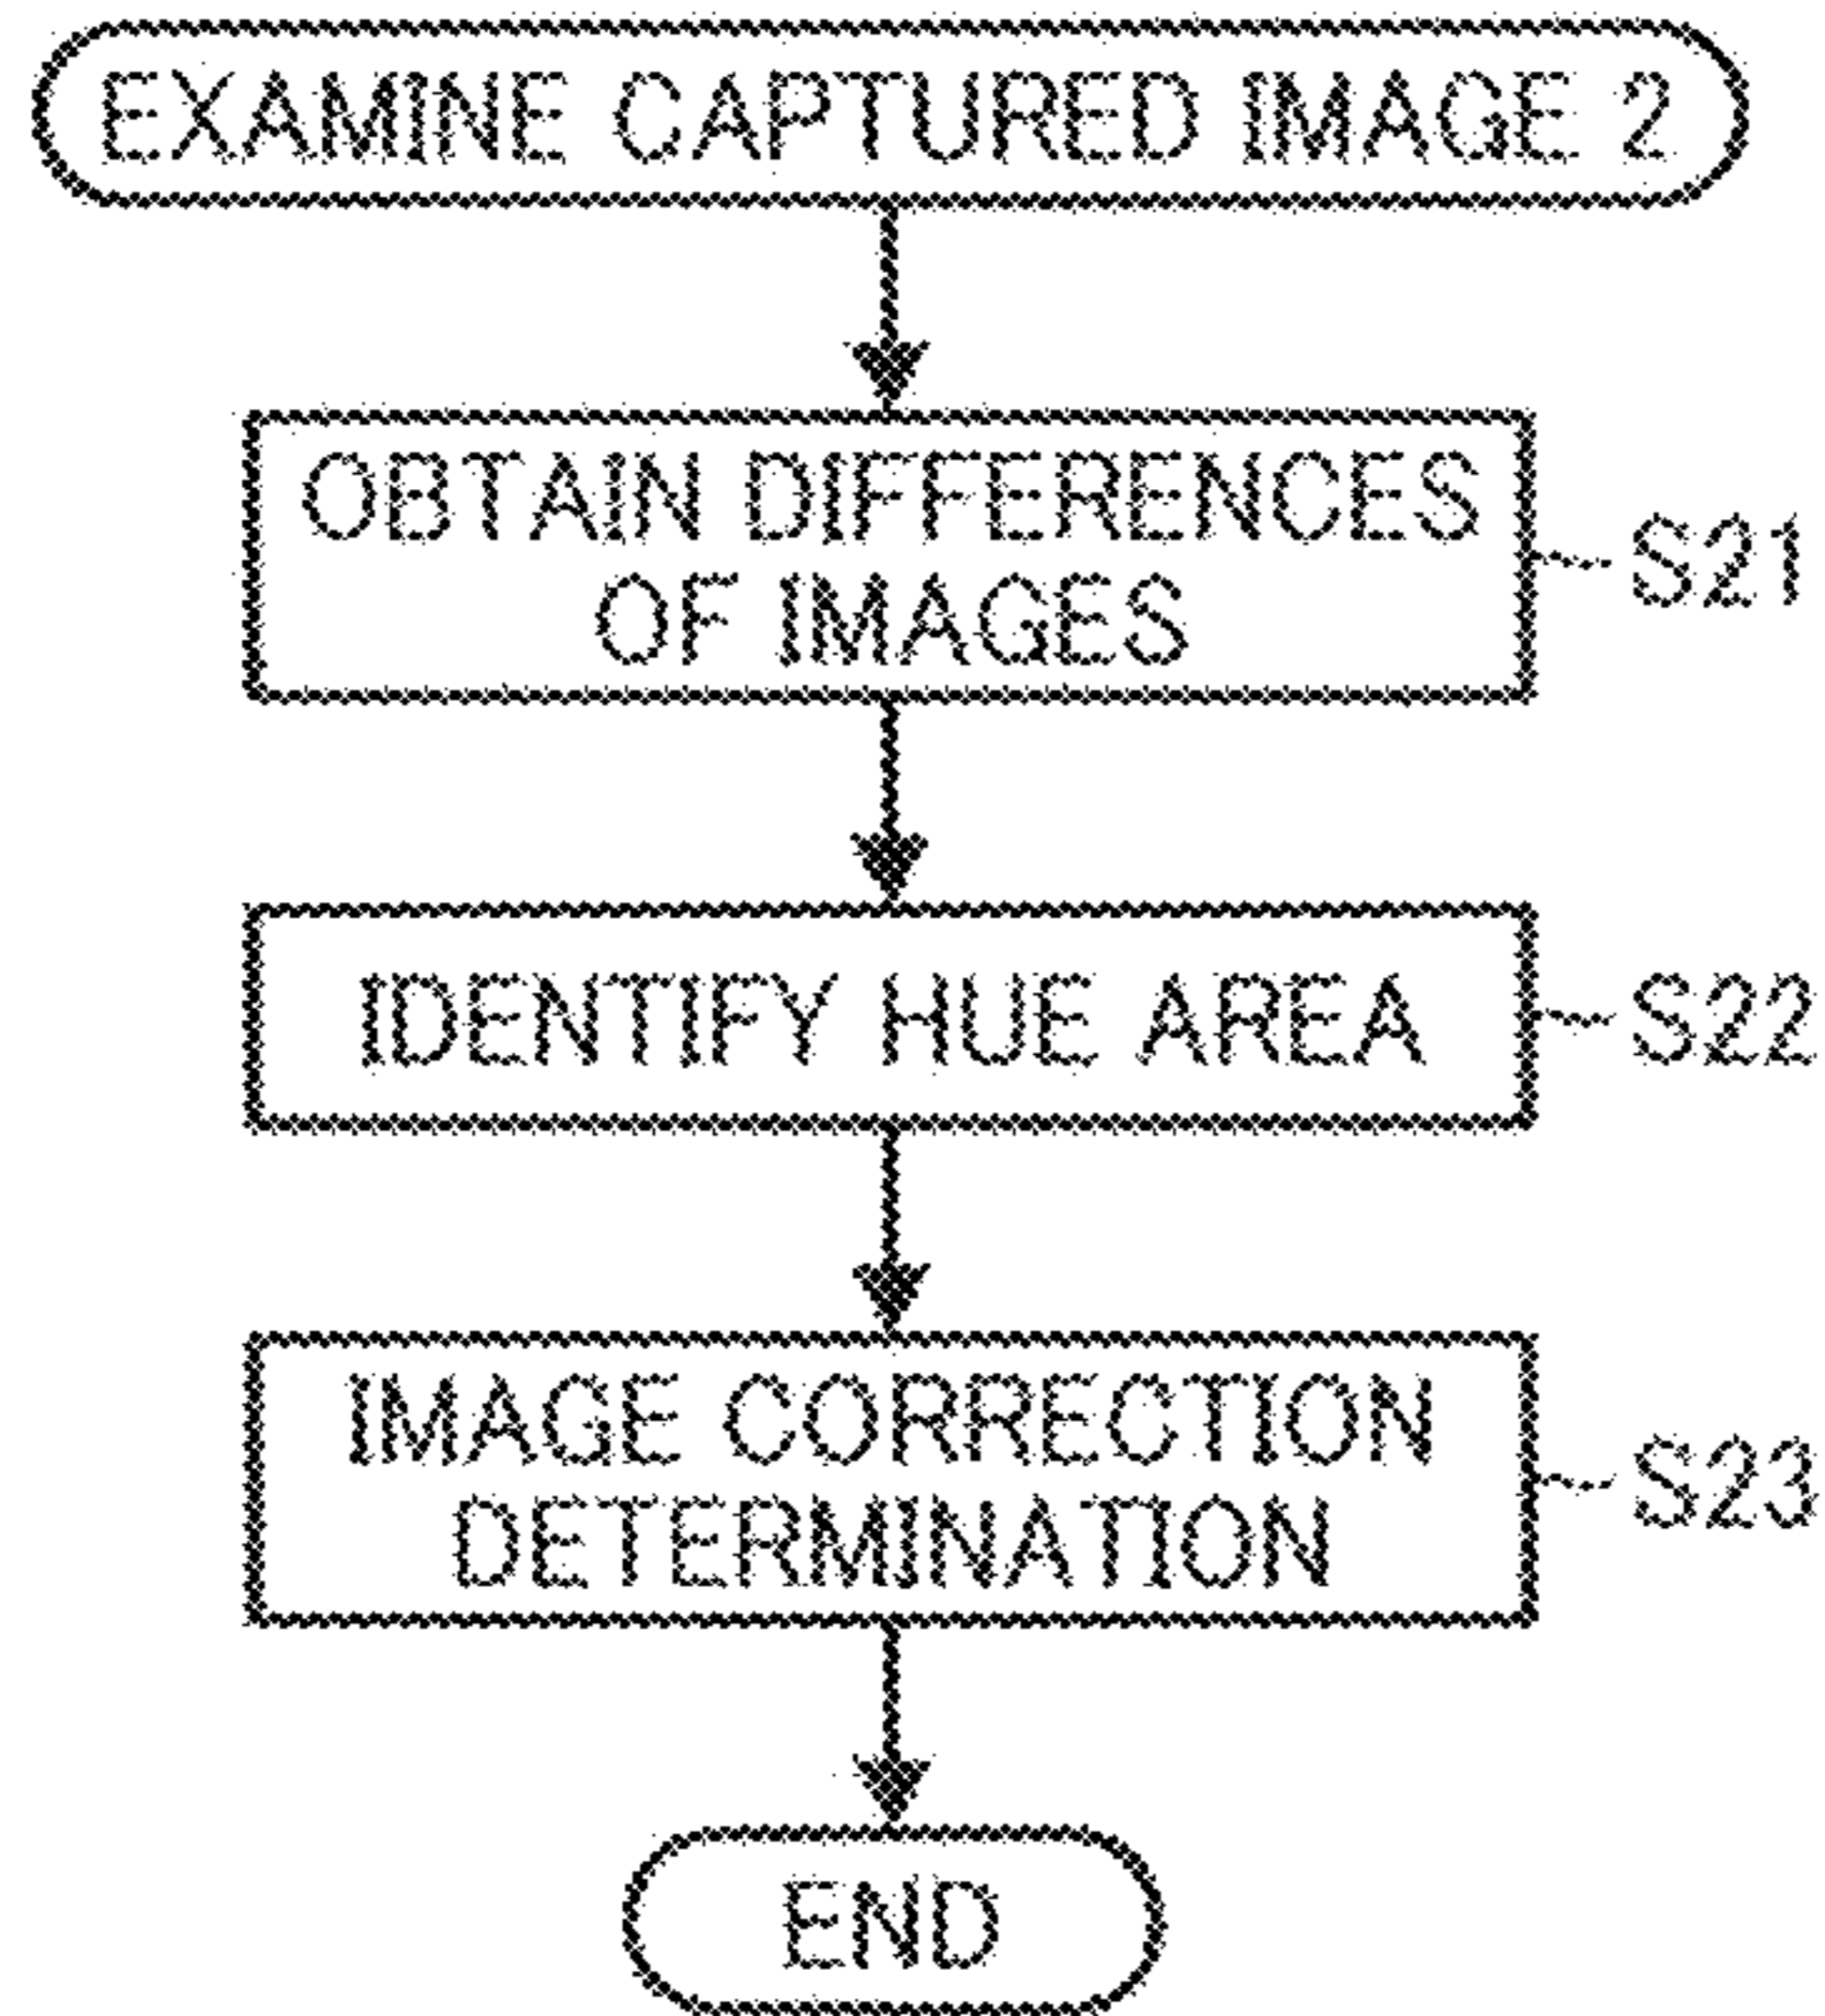 EXAMINE CAPTURED IMAGE 2
OBTAIN DIFFERENCES
OF IMAGES
S21
IDENTIFY HUE AREA
S22
IMAGE CORRECTION
DETERMINATION
S23
END